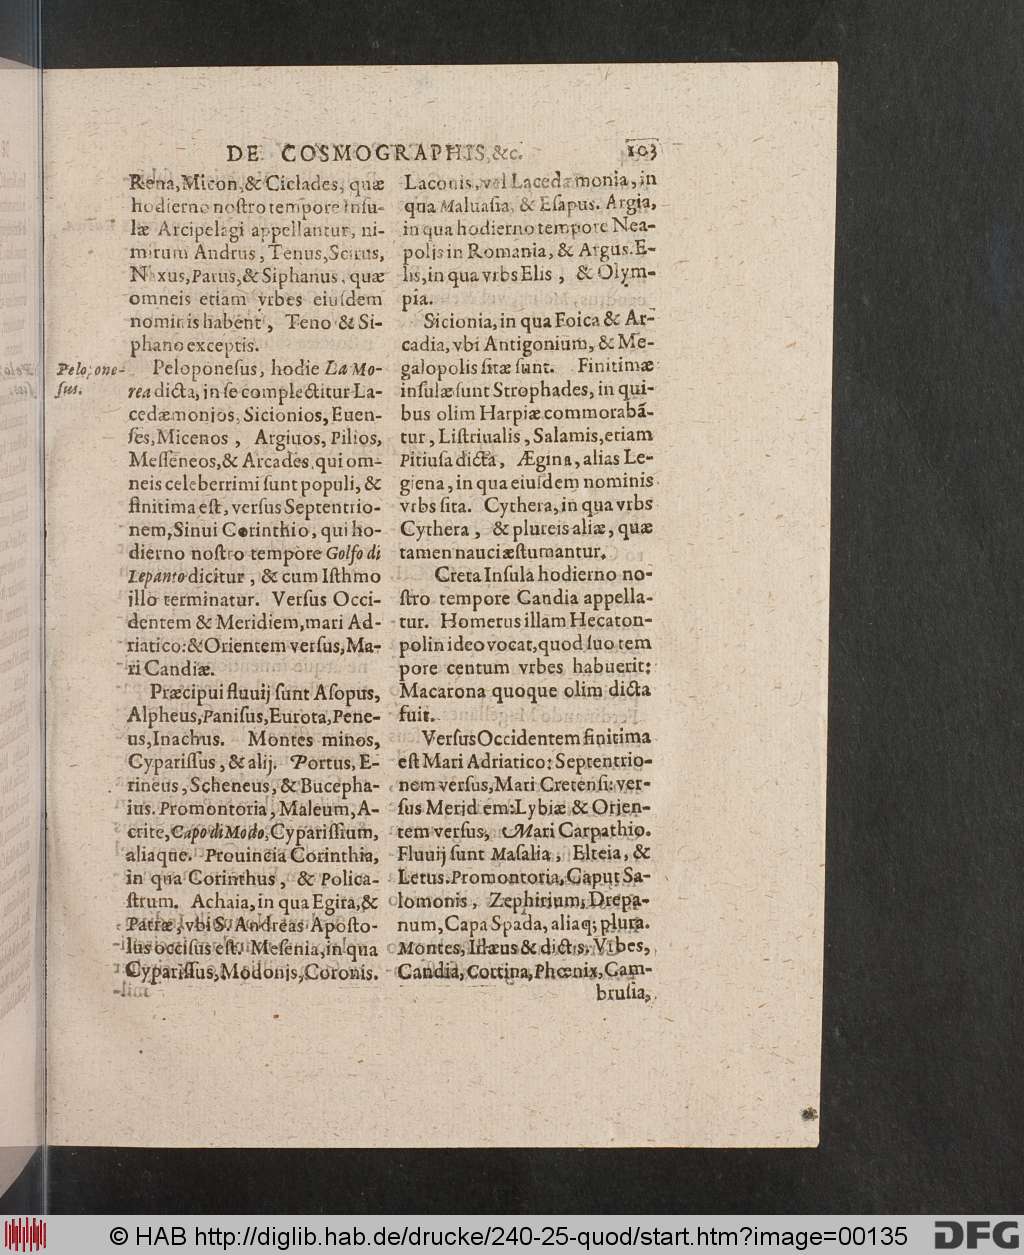 DE COSMOGRAPHIS, &c. 103
Rena, Micon, & Ciclades, quæ
hodierno noſtro tempore Inſu-
læ Arcipelagi appellantur, ni-
mirum Andrus, Tenus, Scirus,
Naxus, Parus, & Siphanus, quæ
omneis etiam vrbes eiuſdem
nominis habent, Teno & Si-
phano exceptis.
Pelopone-
ſus.
Peloponeſus, hodie La Mo-
rea dicta, in ſe complectitur La-
cedæmonios, Sicionios, Euen-
ſes, Micenos, Argiuos, Pilios,
Meſſeneos, & Arcades, qui om-
neis celeberrimi ſunt populi, &
finitima eſt, verſus Septentrio-
nem, Sinui Corinthio, qui ho-
dierno noſtro tempore Golfo di
Lepanto dicitur, & cum Iſthmo
illo terminatur. Verſus Occi-
dentem & Meridiem, mari Ad-
riatico: & Orientem verſus, Ma-
ri Candiæ.
Præcipui fluuij ſunt Aſopus,
Alpheus, Paniſus, Eurota, Pene-
us, Inachus. Montes minos,
Cypariſſus, & alij. Portus, E-
rineus, Scheneus, & Bucepha-
ius. Promontoria, Maleum, A-
crite, Capo di Modo, Cypariſſium,
aliaque. Prouincia Corinthia,
in qua Corinthus, & Polica-
ſtrum. Achaia, in qua Egira, &
Patræ, vbi S. Andreas Apoſto-
lus occiſus eſt. Meſenia, in qua
Cypariſſus, Modonis, Coronis.
Laconis, vel Lacedæmonia, in
qua Maluaſia, & Eſapus. Argia,
in qua hodierno tempore Nea-
polis in Romania, & Argus. E-
lis, in qua vrbs Elis, & Olym-
pia.
Sicionia, in qua Foica & Ar-
cadia, vbi Antigonium, & Me-
galopolis ſitæ ſunt. Finitimæ
inſulæ ſunt Strophades, in qui-
bus olim Harpiæ commorabã-
tur, Liſtriualis, Salamis, etiam
Pitiuſa dicta, Ægina, alias Le-
giena, in qua eiuſdem nominis
vrbs ſita. Cythera, in qua vrbs
Cythera, & plureis aliæ, quæ
tamen nauci æſtumantur.
Creta Inſula hodierno no-
ſtro tempore Candia appella-
tur. Homerus illam Hecaton-
polin ideo vocat, quod ſuo tem
pore centum vrbes habuerit:
Macarona quoque olim dicta
fuit.
Verſus Occidentem finitima
eſt Mari Adriatico: Septentrio-
nem verſus, Mari Cretenſi: ver-
ſus Meridiem: Lybiæ & Orien-
tem verſus, Mari Carpathio.
Fluuij ſunt Maſalia, Elteia, &
Letus. Promontoria, Caput Sa-
lomonis, Zephirium, Drepa-
num, Capa Spada, aliaq; plura.
Montes, Idæus & dictis, Vrbes,
Candia, Cortina, Phœnix, Cam-
bruſia,
© HAB http://diglib.hab.de/drucke/240-25-quod/start.htm?image=00135
DFG